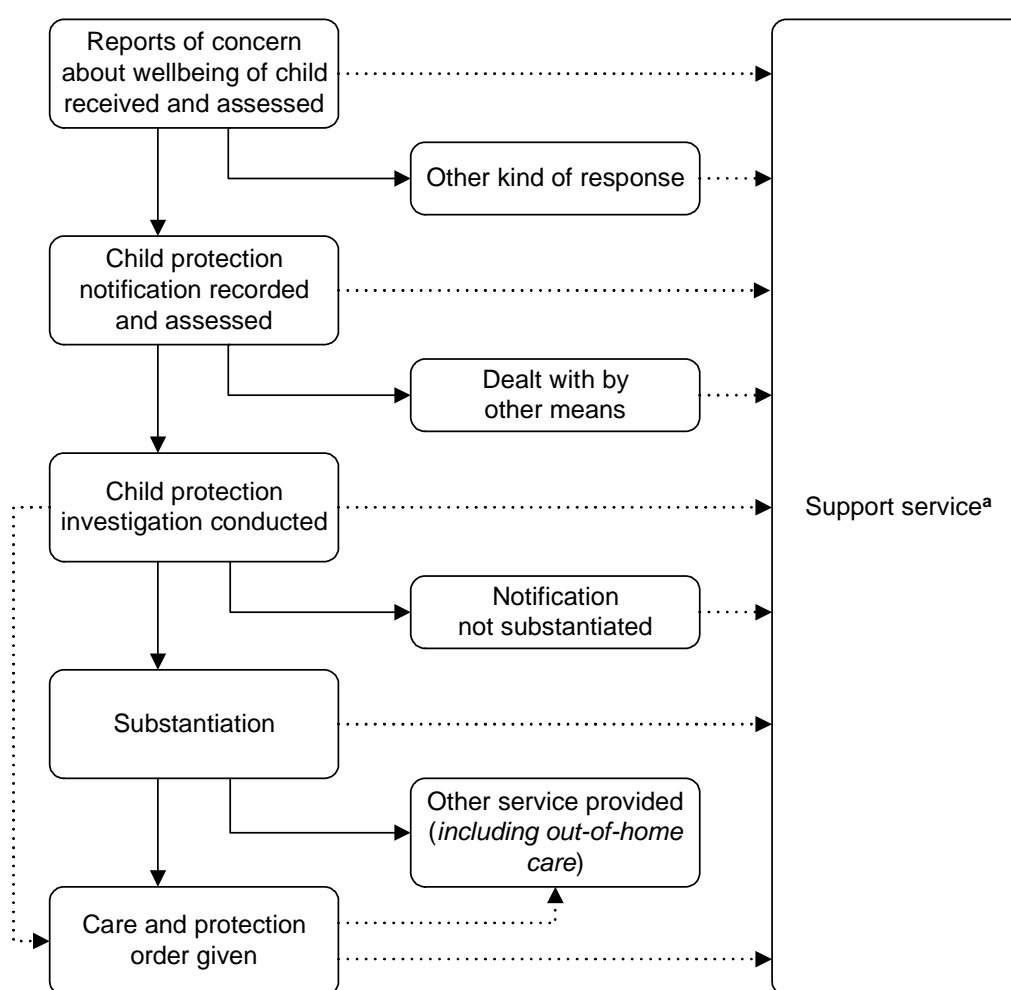 Reports of concern
about wellbeing of child
received and assessed
Other kind of response
Child protection
notification recorded
and assessed
Dealt with by
other means
Child protection
investigation conducted
Support serviceᵃ
Notification
not substantiated
Substantiation
Other service provided
(including out-of-home
care)
Care and protection
order given